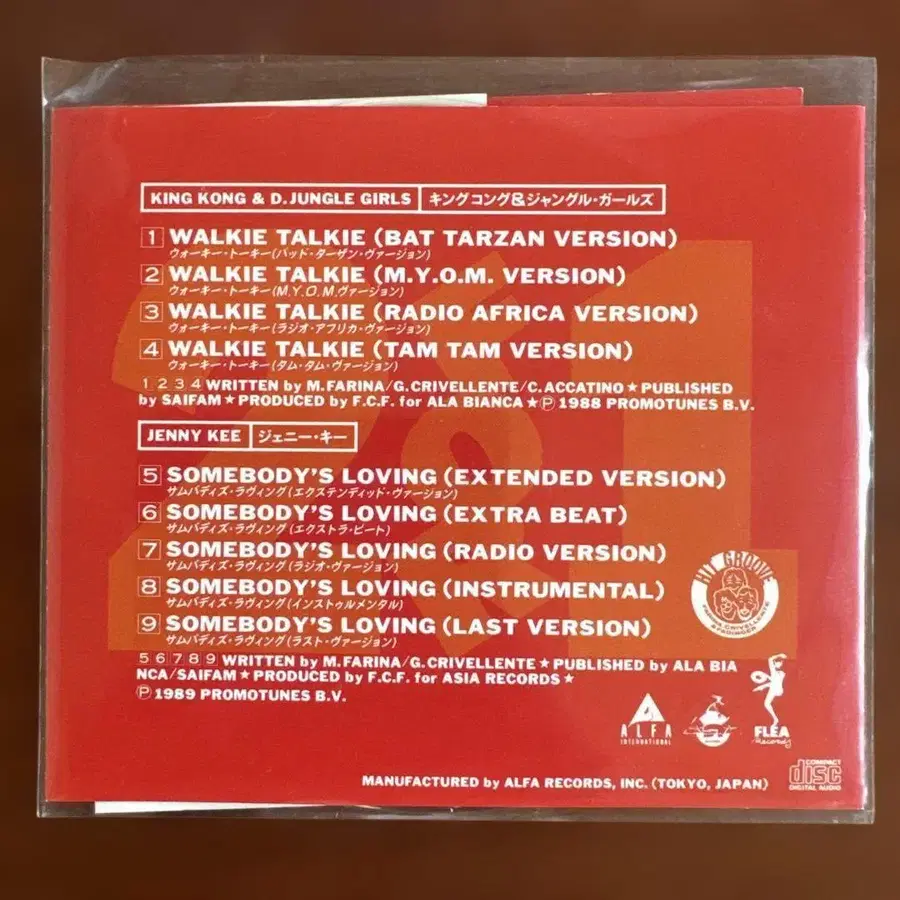 KING KONG & D. JUNGLE GIRLS キングコング&ジャングル・ガールズ
1 WALKIE TALKIE (BAT TARZAN VERSION)
ウォーキー・トーキー(バッド・ターザン・ヴァージョン)
2 WALKIE TALKIE (M.Y.O.M. VERSION)
ウォーキー・トーキー(M.Y.O.M.ヴァージョン)
3 WALKIE TALKIE (RADIO AFRICA VERSION)
ウォーキー・トーキー(ラジオ・アフリカ・ヴァージョン)
4 WALKIE TALKIE (TAM TAM VERSION)
ウォーキー・トーキー(タム・タム・ヴァージョン)
1 2 3 4 WRITTEN by M. FARINA/G. CRIVELLENTE/C. ACCATINO ★ PUBLISHED
by SAIFAM ★ PRODUCED by F.C.F. for ALA BIANCA ★ ℗ 1988 PROMOTUNES B.V.
JENNY KEE ジェニー・キー
5 SOMEBODY'S LOVING (EXTENDED VERSION)
サムバディズ・ラヴィング(エクステンディッド・ヴァージョン)
6 SOMEBODY'S LOVING (EXTRA BEAT)
サムバディズ・ラヴィング(エクストラ・ビート)
7 SOMEBODY'S LOVING (RADIO VERSION)
サムバディズ・ラヴィング(ラジオ・ヴァージョン)
8 SOMEBODY'S LOVING (INSTRUMENTAL)
サムバディズ・ラヴィング(インストゥルメンタル)
9 SOMEBODY'S LOVING (LAST VERSION)
サムバディズ・ラヴィング(ラスト・ヴァージョン)
5 6 7 8 9 WRITTEN by M. FARINA/G. CRIVELLENTE ★ PUBLISHED by ALA BIA
NCA/SAIFAM ★ PRODUCED by F.C.F. for ASIA RECORDS ★
℗ 1989 PROMOTUNES B.V.
HIT GROOVE
ALFA
INTERNATIONAL
FLEA
Records
COMPACT
disc
DIGITAL AUDIO
MANUFACTURED by ALFA RECORDS, INC. (TOKYO, JAPAN)